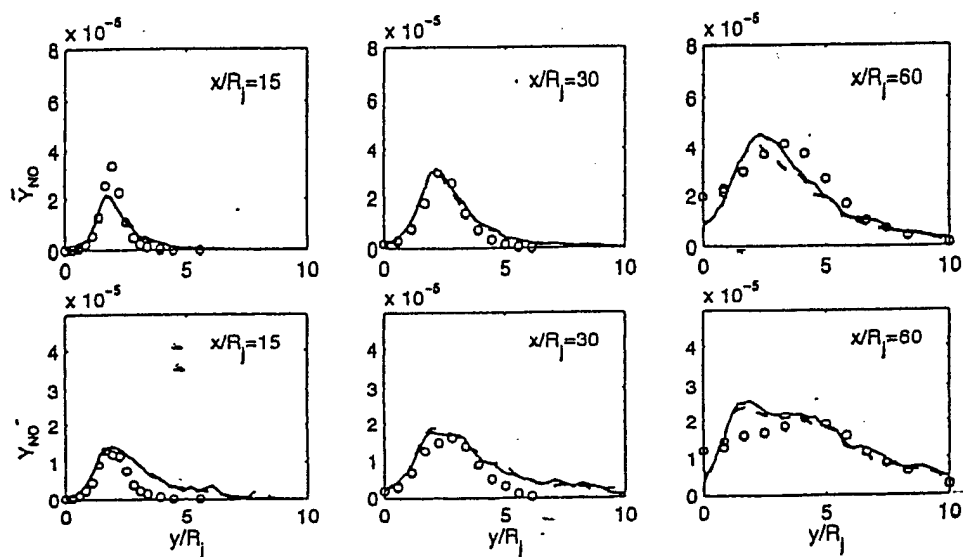 x 10⁻⁵ x 10⁻⁵ x 10⁻⁵
8 8 8
x/Rj=15 x/Rj=30 x/Rj=60
6 6 6
ỸNO 4 4 4
2 2 2
0 0 0
0 5 10 0 5 10 0 5 10
x 10⁻⁵ x 10⁻⁵ x 10⁻⁵
x/Rj=15 x/Rj=30 x/Rj=60
4 4 4
3 3 3
YNO" 2 2 2
1 1 1
0 0 0
0 5 10 0 5 10 0 5 10
y/Rj y/Rj y/Rj